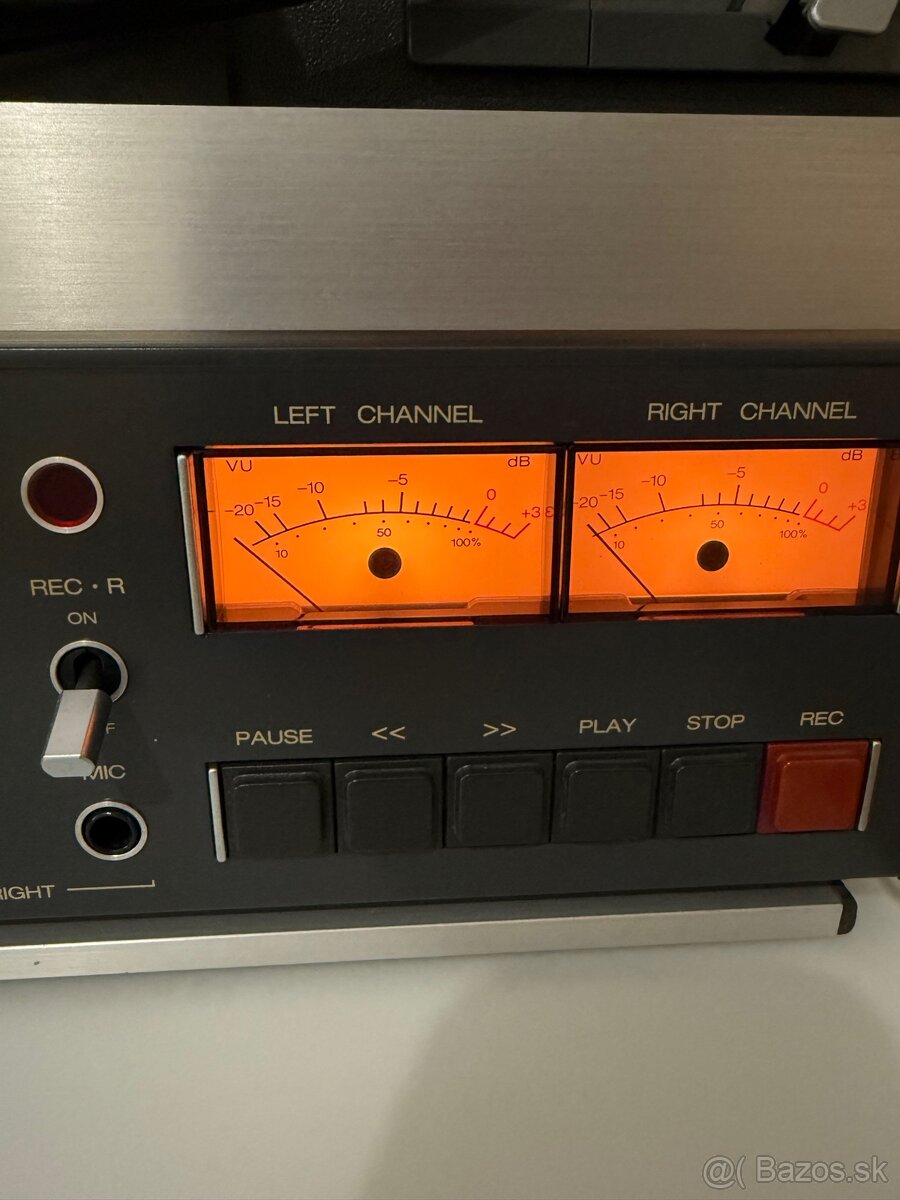 LEFT CHANNEL
RIGHT CHANNEL
VU dB
-20 -15 -10 -5 0 +3
10 50 100%
VU dB
-20 -15 -10 -5 0 +3
10 50 100%
REC · R
ON
F
MIC
RIGHT
PAUSE << >> PLAY STOP REC
@( Bazos.sk